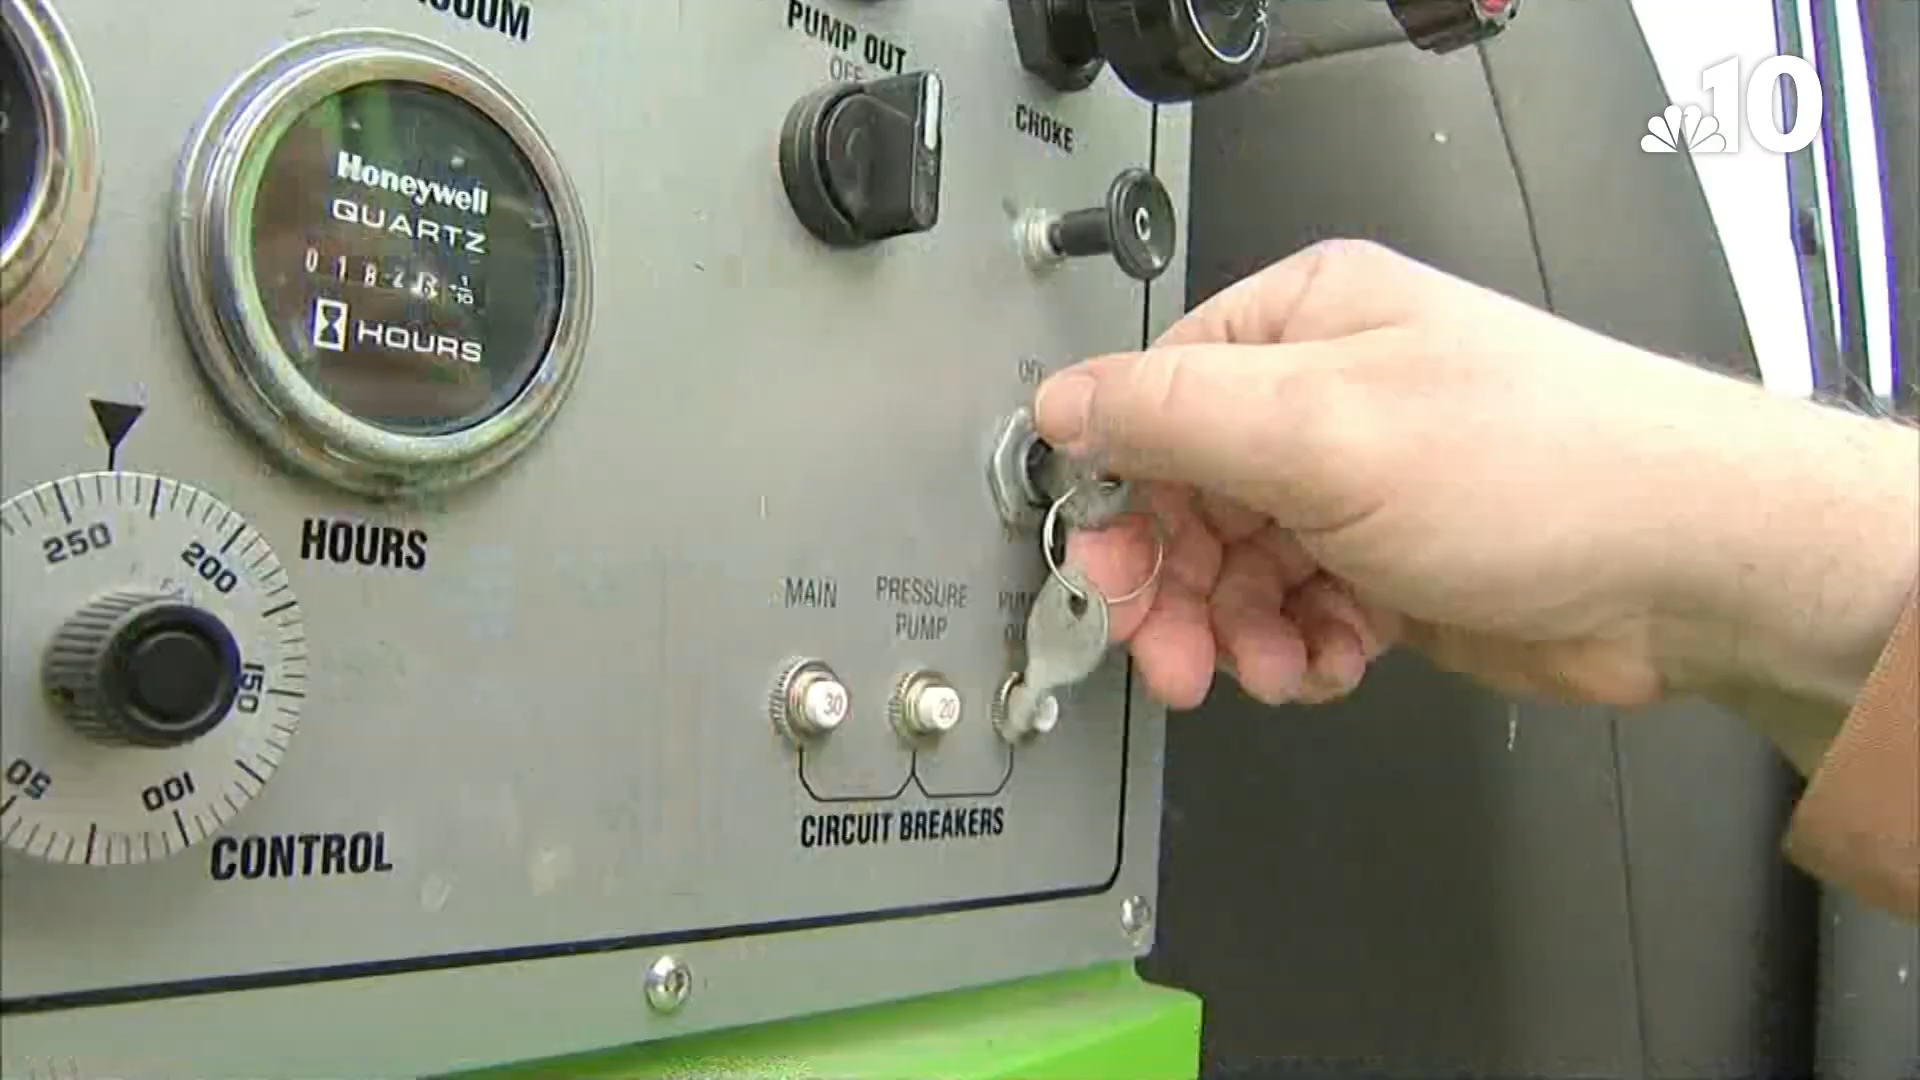 PUMP OUT
OFF
CHOKE
10
Honeywell
QUARTZ
HOURS
HOURS
250
200
150
100
50
CONTROL
MAIN
PRESSURE
PUMP
30
20
CIRCUIT BREAKERS